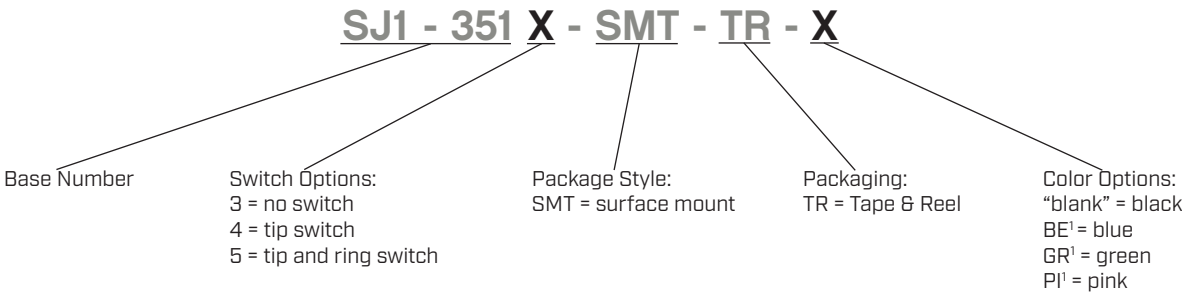 SJ1 - 351 X - SMT - TR - X
Base Number
Switch Options:
3 = no switch
4 = tip switch
5 = tip and ring switch
Package Style:
SMT = surface mount
Packaging:
TR = Tape & Reel
Color Options:
“blank” = black
BE¹ = blue
GR¹ = green
PI¹ = pink